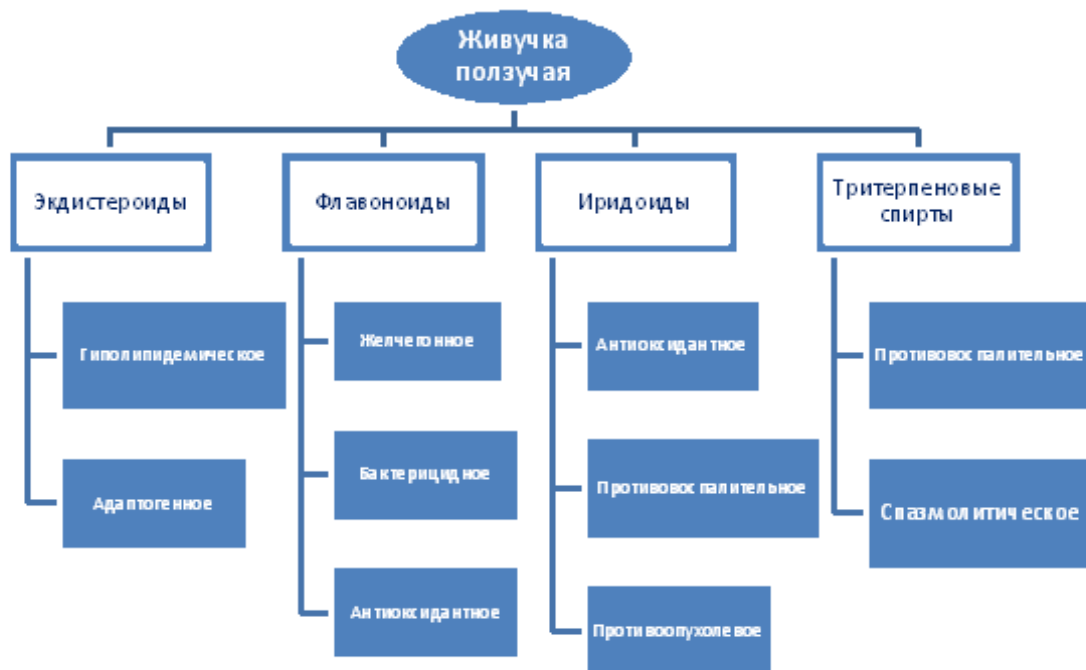 Живучка
ползучая
Экдистероиды
Флавоноиды
Иридоиды
Тритерпеновые
спирты
Гиполипидемическое
Адаптогенное
Желчегонное
Бактерицидное
Антиоксидантное
Антиоксидантное
Противовоспалительное
Противоопухолевое
Противовоспалительное
Спазмолитическое